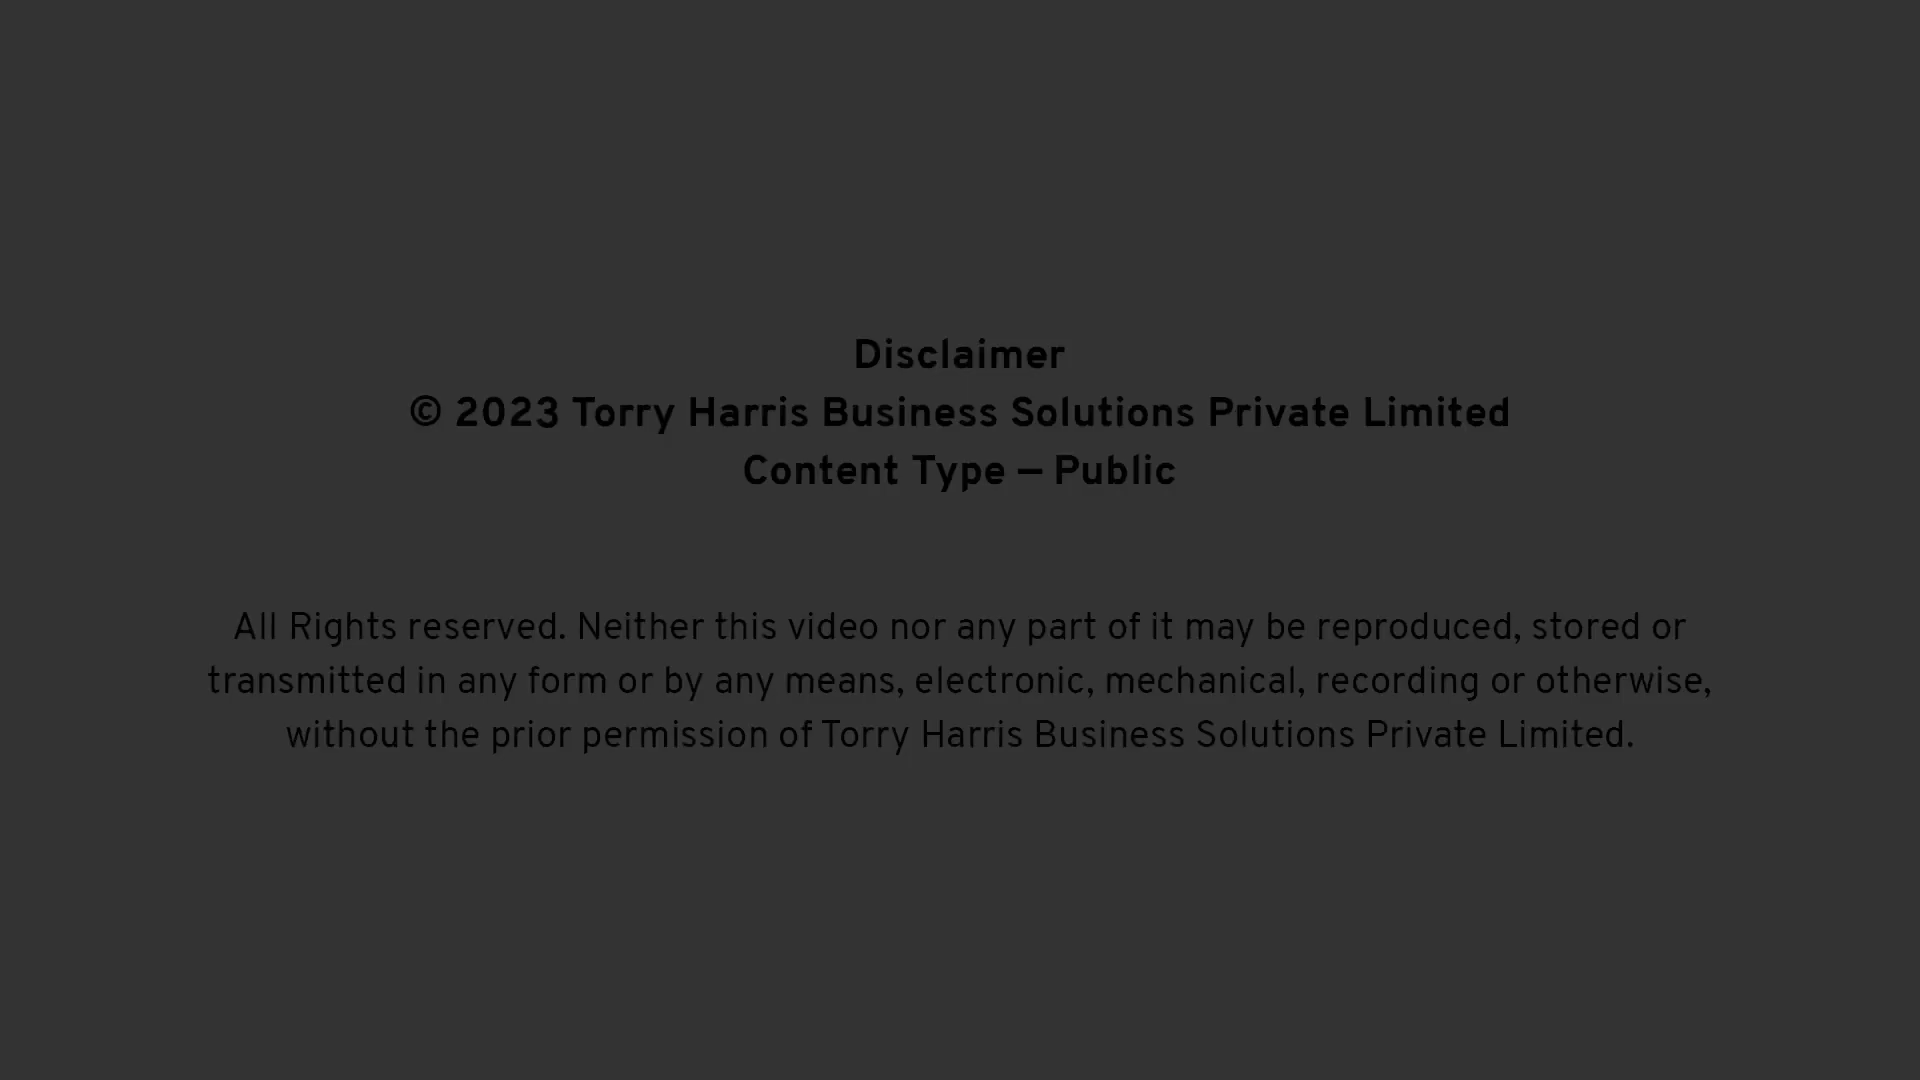 Disclaimer
© 2023 Torry Harris Business Solutions Private Limited
Content Type – Public
All Rights reserved. Neither this video nor any part of it may be reproduced, stored or
transmitted in any form or by any means, electronic, mechanical, recording or otherwise,
without the prior permission of Torry Harris Business Solutions Private Limited.